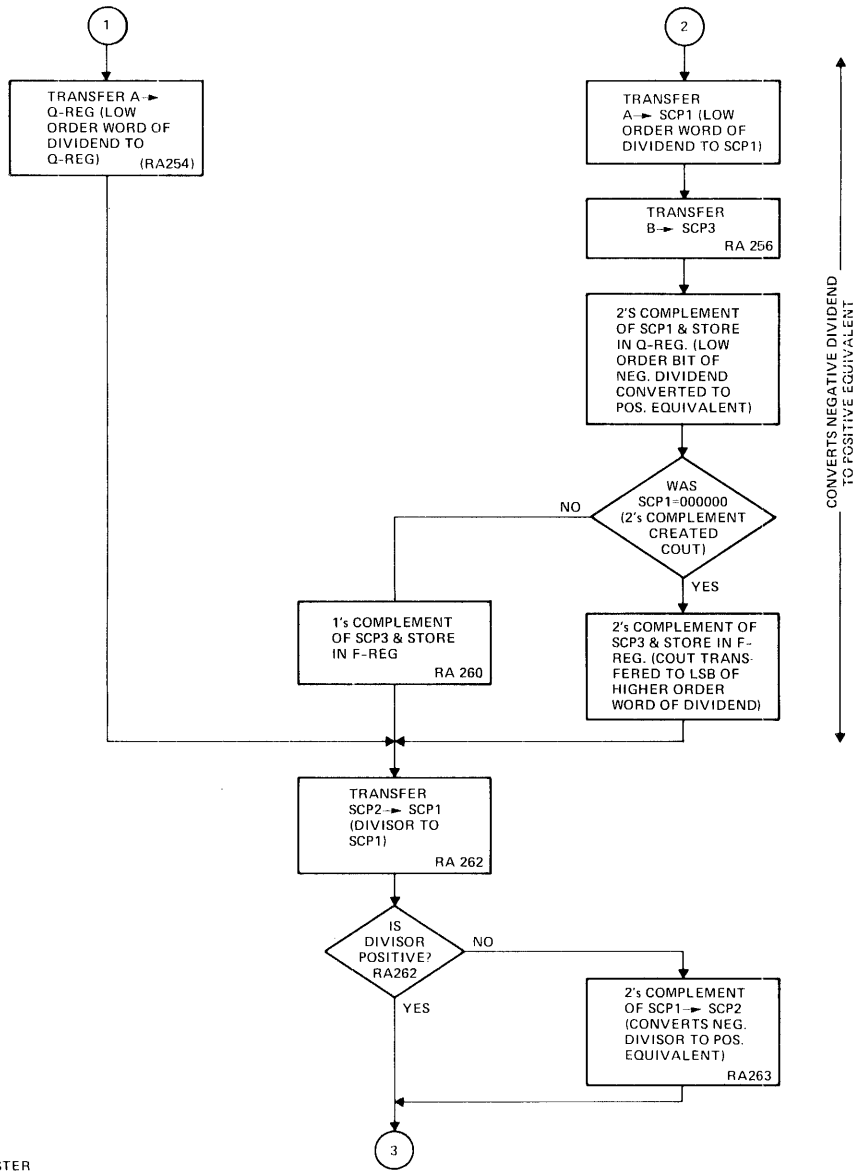 1
TRANSFER A→
Q-REG (LOW
ORDER WORD OF
DIVIDEND TO
Q-REG)
(RA254)
2
TRANSFER
A→ SCP1 (LOW
ORDER WORD OF
DIVIDEND TO SCP1)
TRANSFER
B→ SCP3
RA 256
2'S COMPLEMENT
OF SCP1 & STORE
IN Q-REG. (LOW
ORDER BIT OF
NEG. DIVIDEND
CONVERTED TO
POS. EQUIVALENT)
WAS
SCP1=000000
(2's COMPLEMENT
CREATED
COUT)
NO
YES
1's COMPLEMENT
OF SCP3 & STORE
IN F-REG
RA 260
2's COMPLEMENT OF
SCP3 & STORE IN F-
REG. (COUT TRANS-
FERED TO LSB OF
HIGHER ORDER
WORD OF DIVIDEND)
CONVERTS NEGATIVE DIVIDEND
TO POSITIVE EQUIVALENT
TRANSFER
SCP2→ SCP1
(DIVISOR TO
SCP1)
RA 262
IS
DIVISOR
POSITIVE?
RA262
NO
YES
2's COMPLEMENT
OF SCP1→ SCP2
(CONVERTS NEG.
DIVISOR TO POS.
EQUIVALENT)
RA263
3
STER